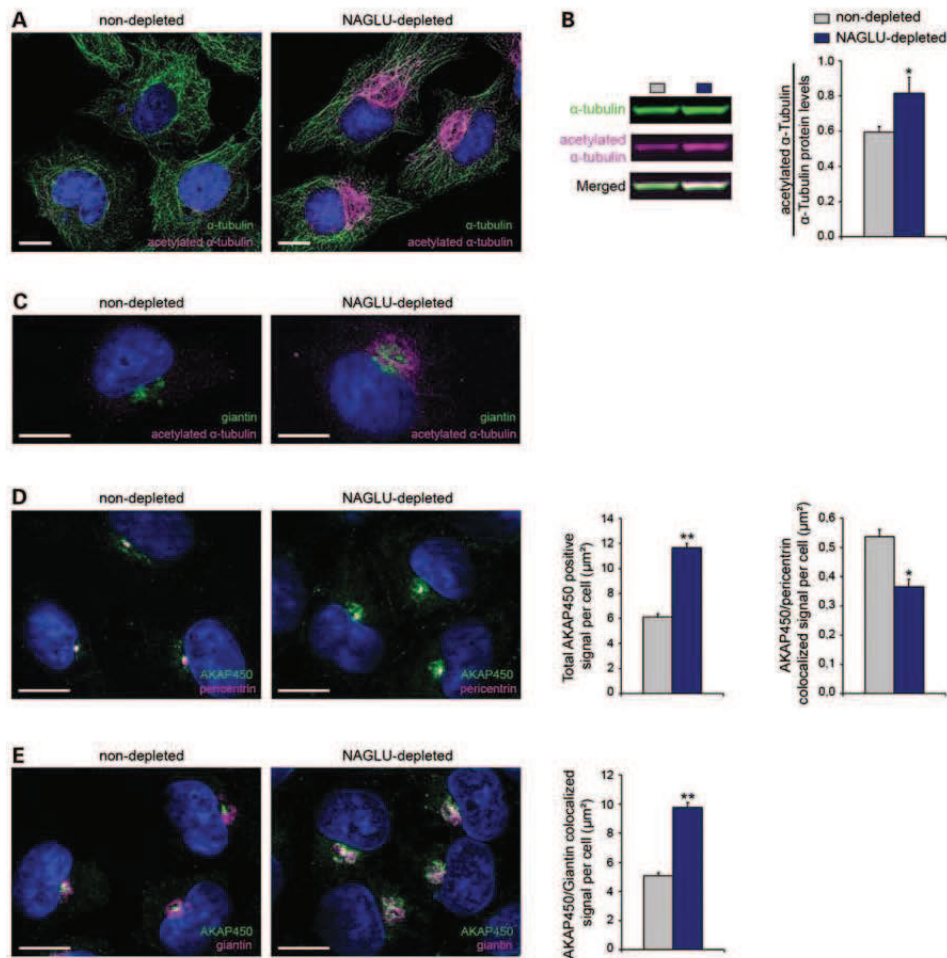 A
non-depleted
NAGLU-depleted
α-tubulin
acetylated α-tubulin
α-tubulin
acetylated α-tubulin
B
α-tubulin
acetylated
α-tubulin
Merged
non-depleted
NAGLU-depleted
acetylated α-Tubulin
α-Tubulin protein levels
1.0
0.8
0.6
0.4
0.2
0.0
*
C
non-depleted
NAGLU-depleted
giantin
acetylated α-tubulin
giantin
acetylated α-tubulin
D
non-depleted
NAGLU-depleted
AKAP450
pericentrin
AKAP450
pericentrin
Total AKAP450 positive
signal per cell (µm²)
14
12
10
8
6
4
2
0
**
AKAP450/pericentrin
colocalized signal per cell (µm²)
0,6
0,5
0,4
0,3
0,2
0,1
0,0
*
E
non-depleted
NAGLU-depleted
AKAP450
giantin
AKAP450
giantin
AKAP450/Giantin colocalized
signal per cell (µm²)
12
10
8
6
4
2
0
**